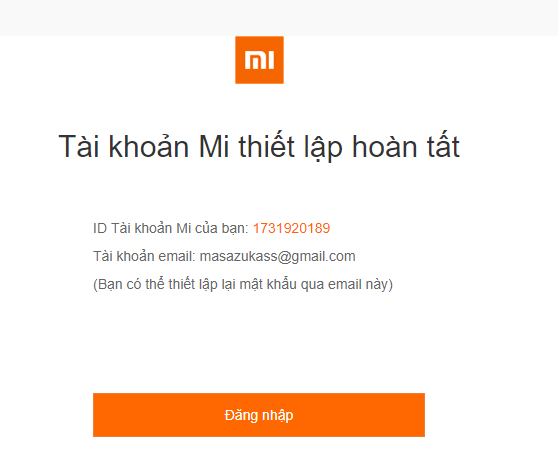 mi
Tài khoản Mi thiết lập hoàn tất
ID Tài khoản Mi của bạn: 1731920189
Tài khoản email: masazukass@gmail.com
(Bạn có thể thiết lập lại mật khẩu qua email này)
Đăng nhập